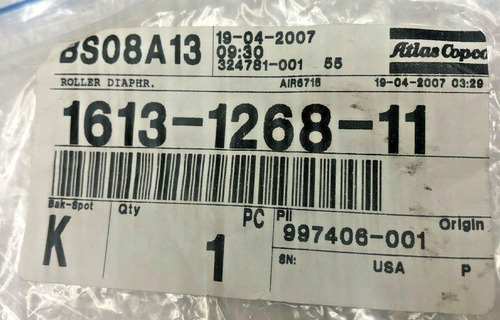 BS08A13
19-04-2007
09:30
324781-001 55
Atlas Copco
ROLLER DIAPHR. AIR6715 19-04-2007 03:29
1613-1268-11
Bak-Spot Qty PC Pll Origin
K 1 997406-001
SN: USA P